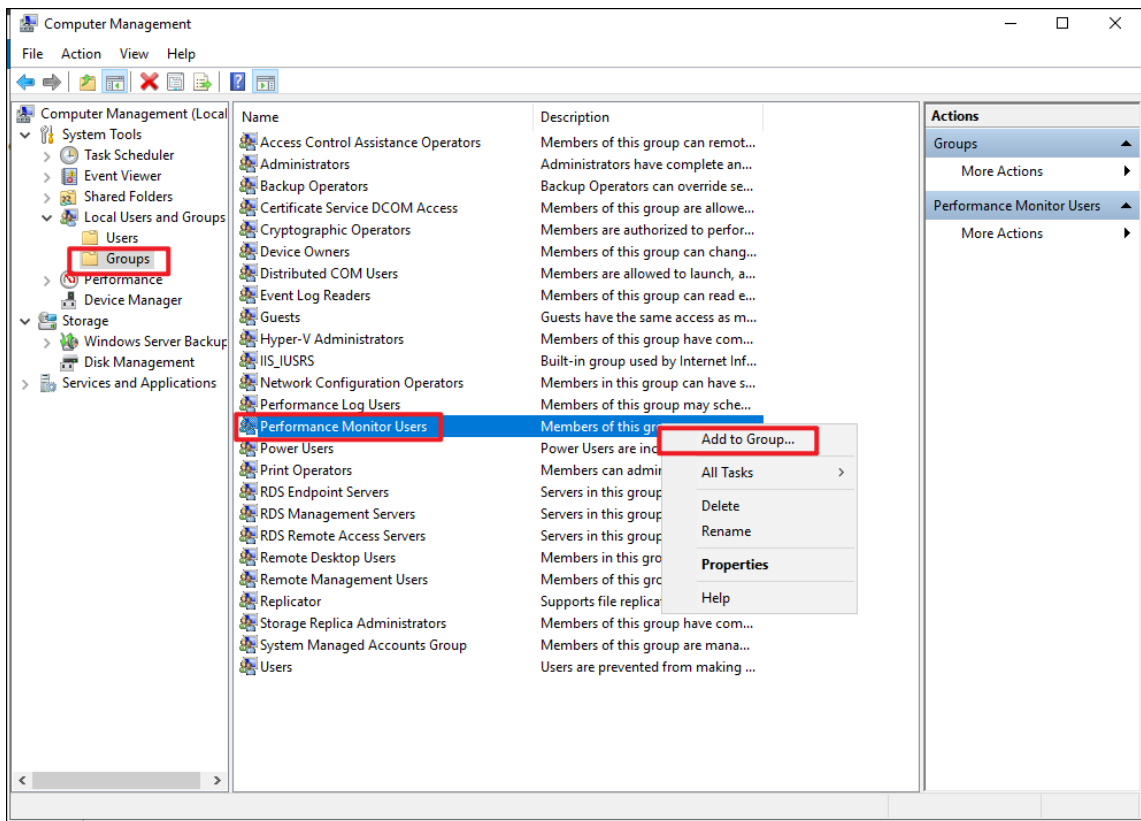 Computer Management
File Action View Help
Computer Management (Local
System Tools
Task Scheduler
Event Viewer
Shared Folders
Local Users and Groups
Users
Groups
Performance
Device Manager
Storage
Windows Server Backup
Disk Management
Services and Applications
Name Description
Access Control Assistance Operators Members of this group can remot...
Administrators Administrators have complete an...
Backup Operators Backup Operators can override se...
Certificate Service DCOM Access Members of this group are allowe...
Cryptographic Operators Members are authorized to perfor...
Device Owners Members of this group can chang...
Distributed COM Users Members are allowed to launch, a...
Event Log Readers Members of this group can read e...
Guests Guests have the same access as m...
Hyper-V Administrators Members of this group have com...
IIS_IUSRS Built-in group used by Internet Inf...
Network Configuration Operators Members in this group can have s...
Performance Log Users Members of this group may sche...
Performance Monitor Users Members of this gr
Power Users Power Users are inc
Print Operators Members can admir
RDS Endpoint Servers Servers in this group
RDS Management Servers Servers in this group
RDS Remote Access Servers Servers in this group
Remote Desktop Users Members in this gro
Remote Management Users Members of this gro
Replicator Supports file replica
Storage Replica Administrators Members of this group have com...
System Managed Accounts Group Members of this group are mana...
Users Users are prevented from making ...
Add to Group...
All Tasks
Delete
Rename
Properties
Help
Actions
Groups
More Actions
Performance Monitor Users
More Actions